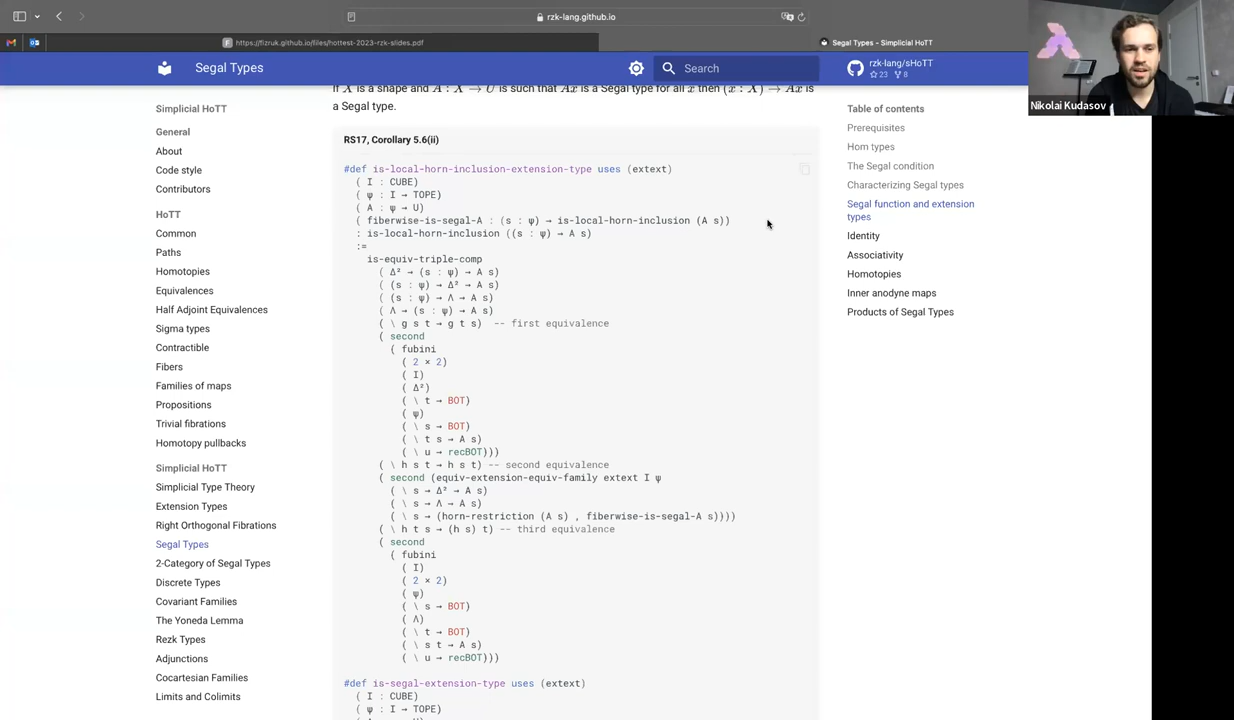 rzk-lang.github.io
https://fizruk.github.io/files/hottest-2023-rzk-slides.pdf
Segal Types - Simplicial HoTT
Segal Types
Search
rzk-lang/sHoTT
23 8
Nikolai Kudasov
Simplicial HoTT
General
About
Code style
Contributors
HoTT
Common
Paths
Homotopies
Equivalences
Half Adjoint Equivalences
Sigma types
Contractible
Fibers
Families of maps
Propositions
Trivial fibrations
Homotopy pullbacks
Simplicial HoTT
Simplicial Type Theory
Extension Types
Right Orthogonal Fibrations
Segal Types
2-Category of Segal Types
Discrete Types
Covariant Families
The Yoneda Lemma
Rezk Types
Adjunctions
Cocartesian Families
Limits and Colimits
If X is a shape and A : X → U is such that Ax is a Segal type for all x then (x : X) → Ax is
a Segal type.
RS17, Corollary 5.6(ii)
#def is-local-horn-inclusion-extension-type uses (extext)
( I : CUBE)
( ψ : I → TOPE)
( A : ψ → U)
( fiberwise-is-segal-A : (s : ψ) → is-local-horn-inclusion (A s))
: is-local-horn-inclusion ((s : ψ) → A s)
:=
is-equiv-triple-comp
( Δ² → (s : ψ) → A s)
( (s : ψ) → Δ² → A s)
( (s : ψ) → Λ → A s)
( Λ → (s : ψ) → A s)
( \ g s t → g t s) -- first equivalence
( second
( fubini
( 2 × 2)
( I)
( Δ²)
( \ t → BOT)
( ψ)
( \ s → BOT)
( \ t s → A s)
( \ u → recBOT)))
( \ h s t → h s t) -- second equivalence
( second (equiv-extension-equiv-family extext I ψ
( \ s → Δ² → A s)
( \ s → Λ → A s)
( \ s → (horn-restriction (A s) , fiberwise-is-segal-A s))))
( \ h t s → (h s) t) -- third equivalence
( second
( fubini
( I)
( 2 × 2)
( ψ)
( \ s → BOT)
( Λ)
( \ t → BOT)
( \ s t → A s)
( \ u → recBOT)))
#def is-segal-extension-type uses (extext)
( I : CUBE)
( ψ : I → TOPE)
Table of contents
Prerequisites
Hom types
The Segal condition
Characterizing Segal types
Segal function and extension
types
Identity
Associativity
Homotopies
Inner anodyne maps
Products of Segal Types